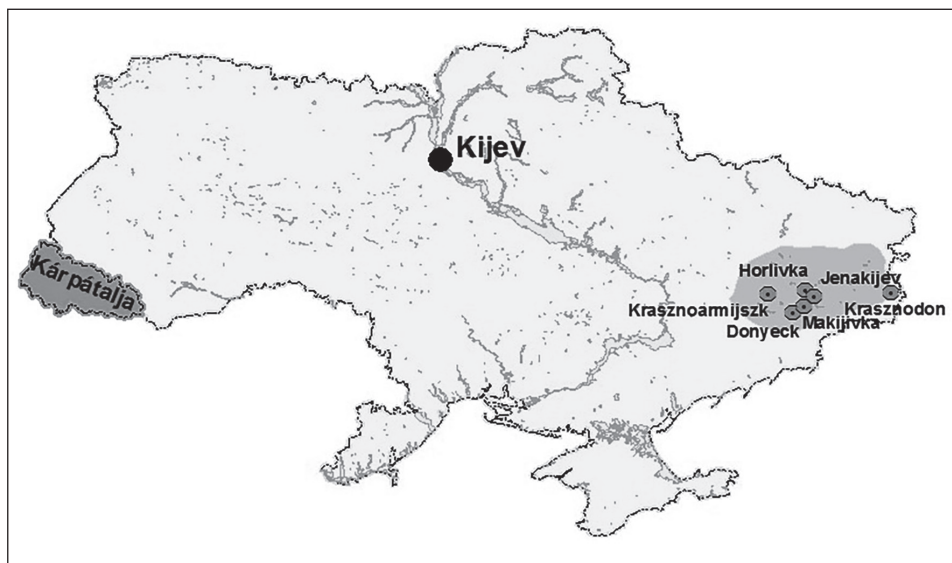 Kijev
Kárpátalja
Horlivka
Jenakijev
Krasznoarmijszk
Krasznodon
Donyeck
Makijivka